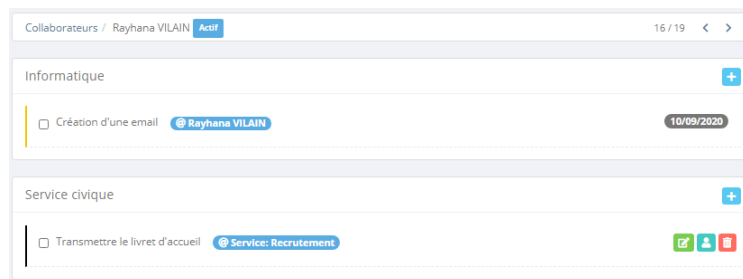 Collaborateurs / Rayhana VILAIN Actif 16 / 19
Informatique
Création d'une email @ Rayhana VILAIN 10/09/2020
Service civique
Transmettre le livret d'accueil @ Service: Recrutement